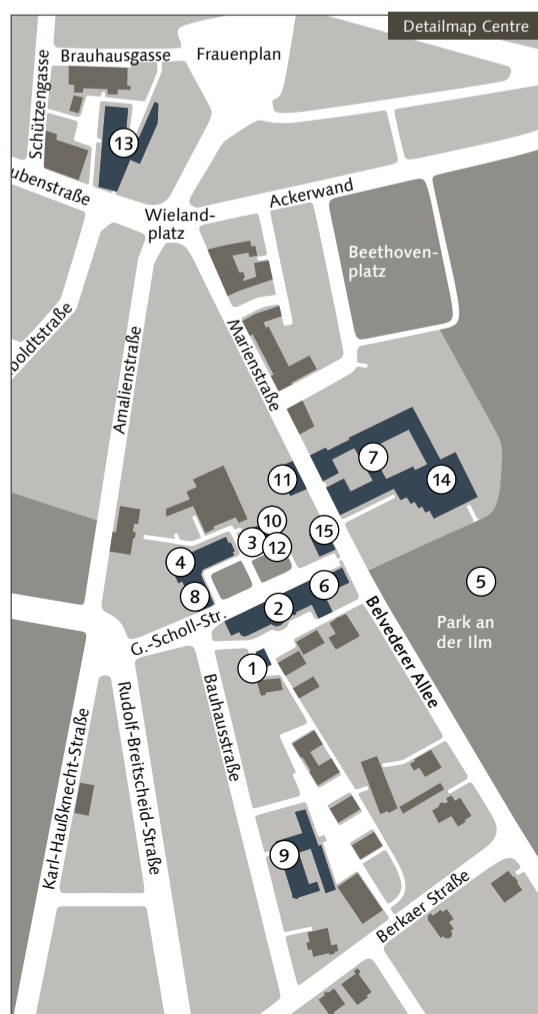 Detailmap Centre
Brauhausgasse
Frauenplan
Schützengasse
13
ubenstraße
Wieland-
platz
Ackerwand
Beethoven-
platz
boldtstraße
Amalienstraße
Marienstraße
7
11
14
10
3
12
15
4
8
6
2
5
Park an
der Ilm
G.-Scholl-Str.
1
Belvederer Allee
Bauhausstraße
Rudolf-Breitscheid-Straße
Karl-Haußknecht-Straße
9
Berkaer Straße